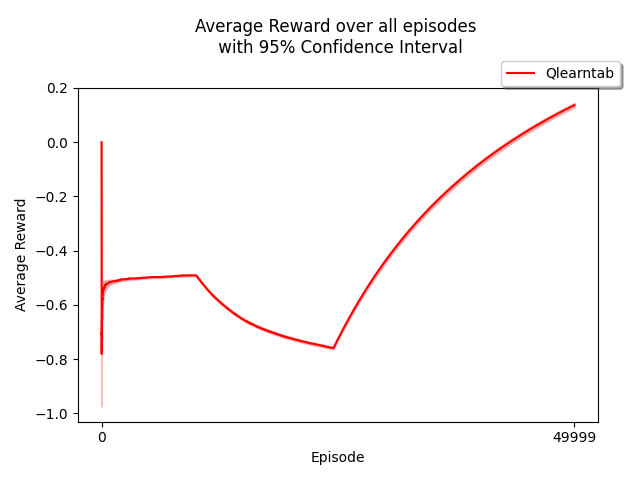 Average Reward over all episodes
with 95% Confidence Interval
Qlearntab
0.2
0.0
−0.2
−0.4
−0.6
−0.8
−1.0
Average Reward
0
49999
Episode